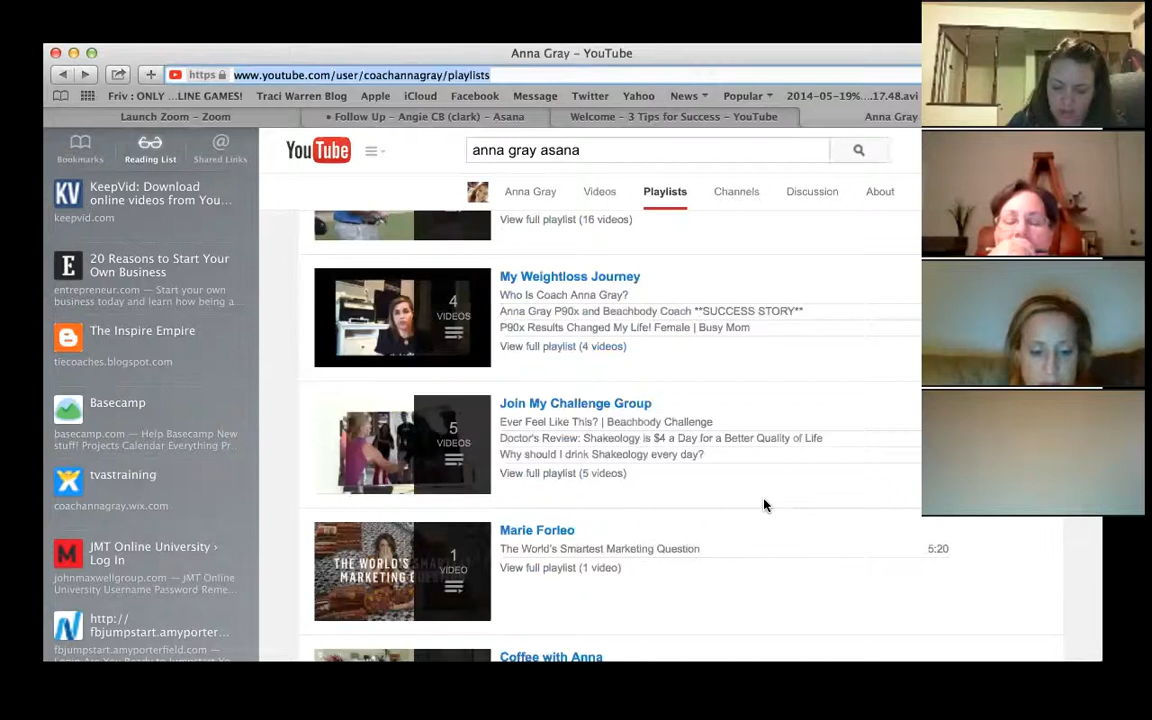 Anna Gray – YouTube
https www.youtube.com/user/coachannagray/playlists
Friv : ONLY ...LINE GAMES! Traci Warren Blog Apple iCloud Facebook Message Twitter Yahoo News Popular 2014-05-19%....17.48.avi
Launch Zoom – Zoom • Follow Up – Angie CB (clark) – Asana Welcome – 3 Tips for Success – YouTube Anna Gray
Bookmarks Reading List Shared Links
You Tube anna gray asana
Anna Gray Videos Playlists Channels Discussion About
KV
KeepVid: Download
online videos from You...
keepvid.com
E
20 Reasons to Start Your
Own Business
entrepreneur.com — Start your own
business today and learn how being a...
The Inspire Empire
tiecoaches.blogspot.com
Basecamp
basecamp.com — Help Basecamp New
stuff! Projects Calendar Everything Pr...
tvastraining
coachannagray.wix.com
JMT Online University ›
Log In
johnmaxwellgroup.com — JMT Online
University Username Password Reme...
http://
fbjumpstart.amyporter...
fbjumpstart.amyporterfield.com —
View full playlist (16 videos)
4
VIDEOS
My Weightloss Journey
Who Is Coach Anna Gray?
Anna Gray P90x and Beachbody Coach **SUCCESS STORY**
P90x Results Changed My Life! Female | Busy Mom
View full playlist (4 videos)
5
VIDEOS
Join My Challenge Group
Ever Feel Like This? | Beachbody Challenge
Doctor's Review: Shakeology is $4 a Day for a Better Quality of Life
Why should I drink Shakeology every day?
View full playlist (5 videos)
THE WORLD'S
MARKETING
1
VIDEO
Marie Forleo
The World's Smartest Marketing Question 5:20
View full playlist (1 video)
Coffee with Anna